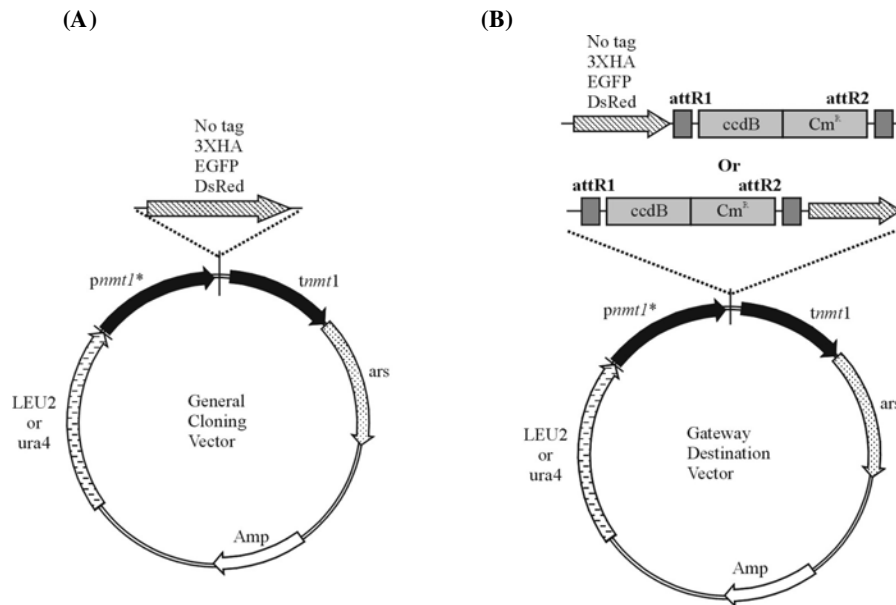 (A)
No tag
3XHA
EGFP
DsRed
pnmt1*
tnmt1
ars
LEU2
or
ura4
General
Cloning
Vector
Amp
(B)
No tag
3XHA
EGFP
DsRed
attR1
attR2
ccdB
Cm^R
Or
attR1
attR2
ccdB
Cm^R
pnmt1*
tnmt1
ars
LEU2
or
ura4
Gateway
Destination
Vector
Amp